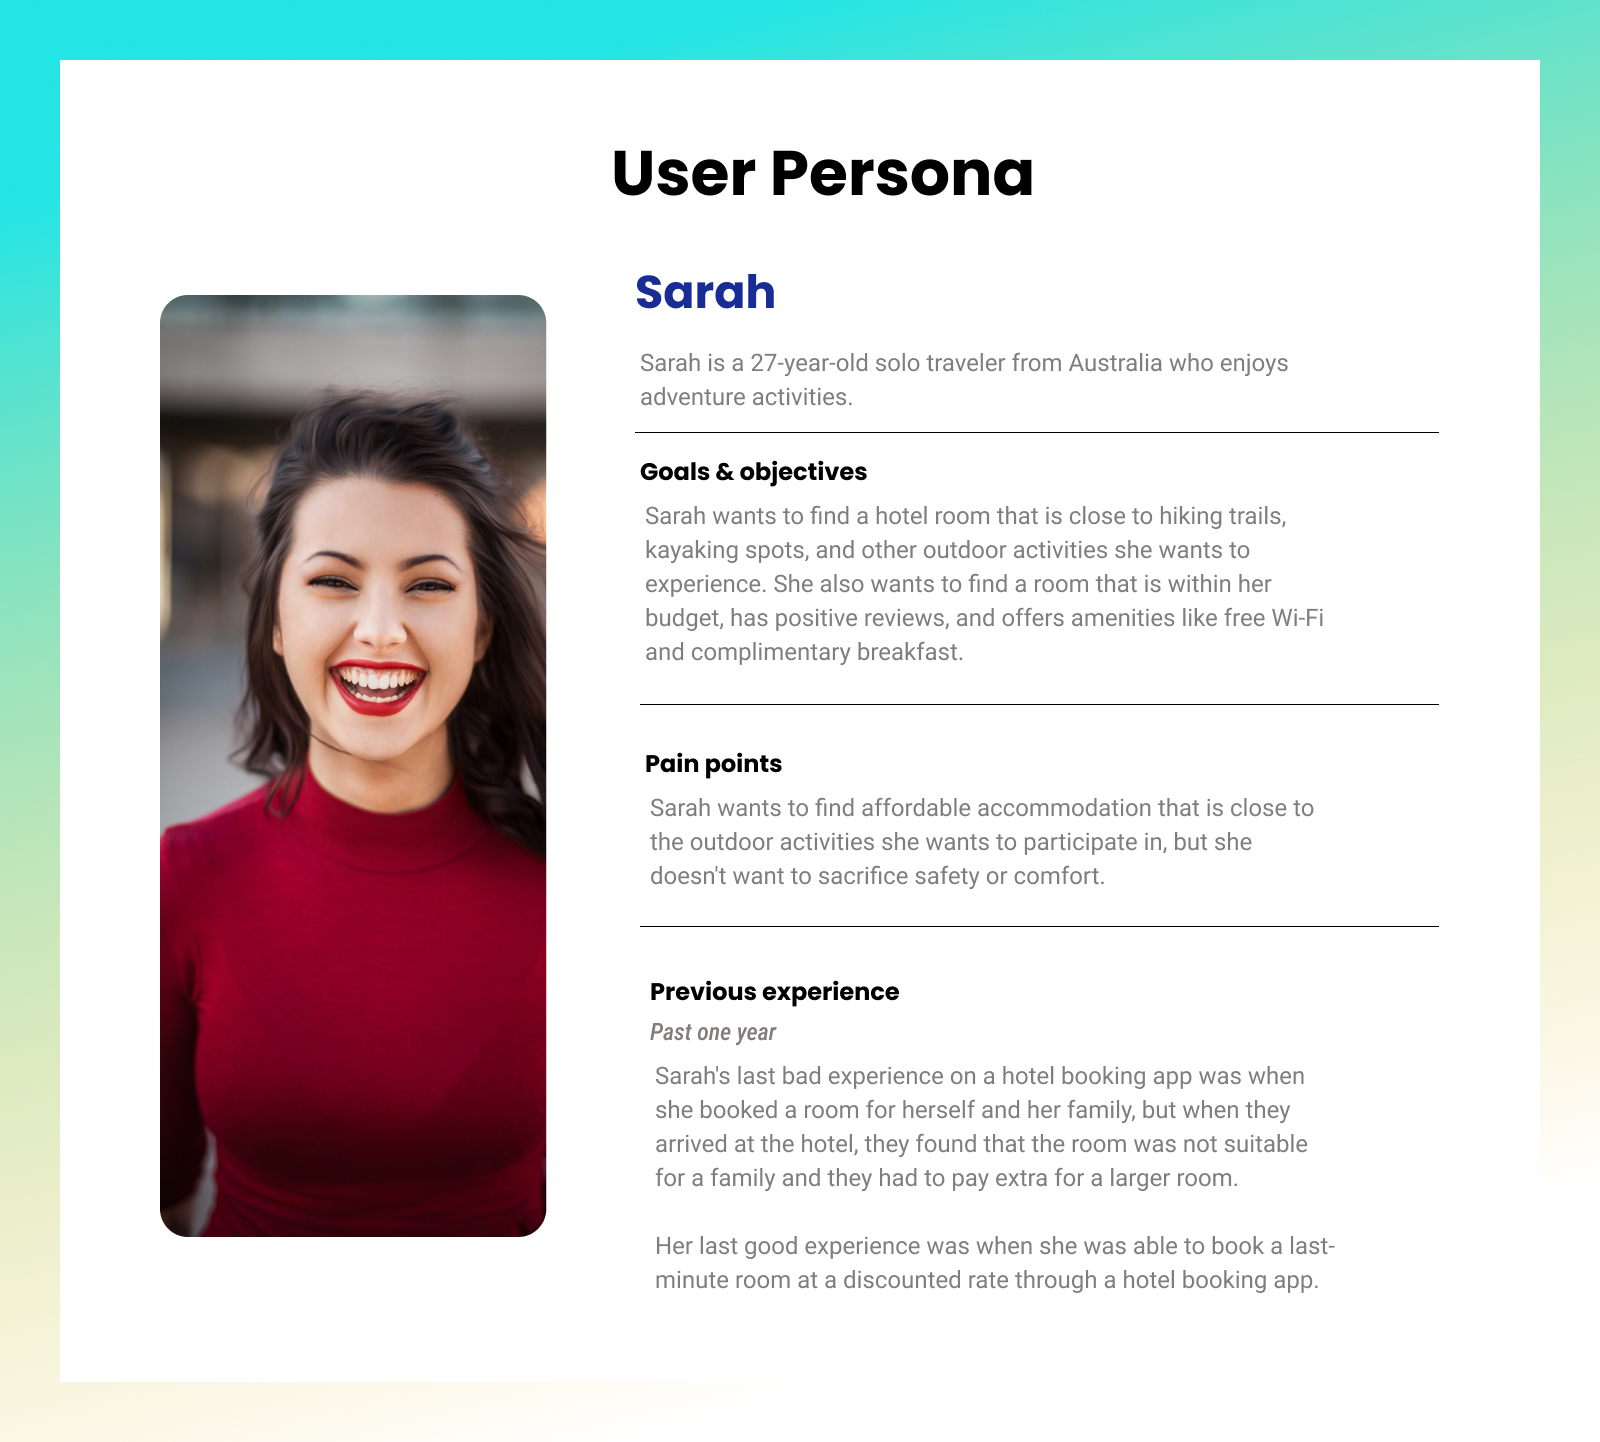 User Persona
Sarah
Sarah is a 27-year-old solo traveler from Australia who enjoys
adventure activities.
Goals & objectives
Sarah wants to find a hotel room that is close to hiking trails,
kayaking spots, and other outdoor activities she wants to
experience. She also wants to find a room that is within her
budget, has positive reviews, and offers amenities like free Wi-Fi
and complimentary breakfast.
Pain points
Sarah wants to find affordable accommodation that is close to
the outdoor activities she wants to participate in, but she
doesn't want to sacrifice safety or comfort.
Previous experience
Past one year
Sarah's last bad experience on a hotel booking app was when
she booked a room for herself and her family, but when they
arrived at the hotel, they found that the room was not suitable
for a family and they had to pay extra for a larger room.
Her last good experience was when she was able to book a last-
minute room at a discounted rate through a hotel booking app.